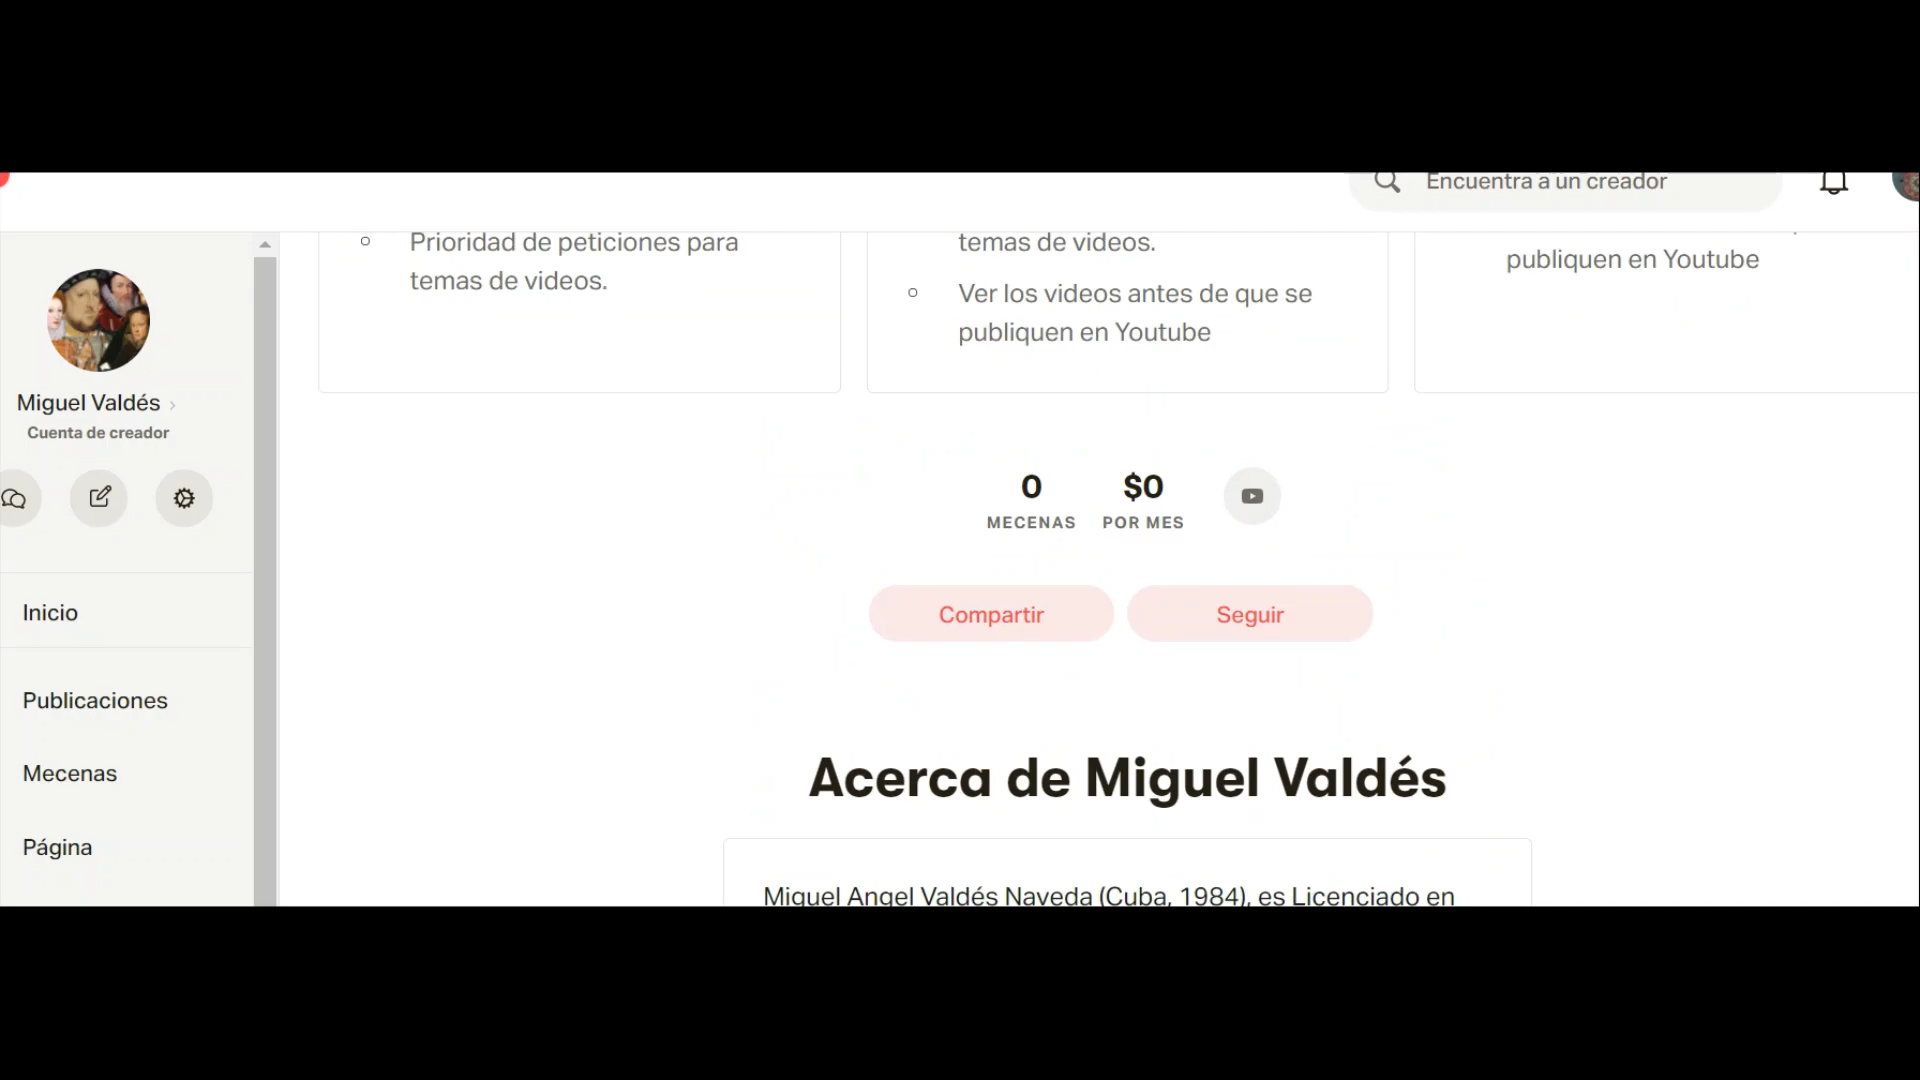 Encuentra a un creador
Prioridad de peticiones para
temas de videos.
temas de videos.
Ver los videos antes de que se
publiquen en Youtube
publiquen en Youtube
Miguel Valdés
Cuenta de creador
0
MECENAS
$0
POR MES
Compartir
Seguir
Inicio
Publicaciones
Mecenas
Página
Acerca de Miguel Valdés
Miguel Angel Valdés Naveda (Cuba, 1984), es Licenciado en